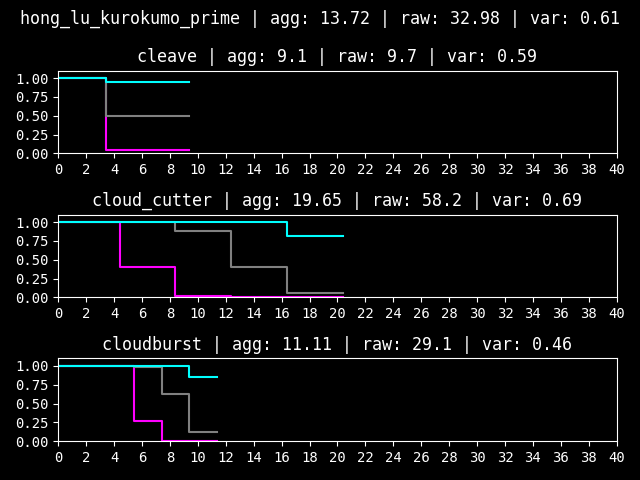 hong_lu_kurokumo_prime | agg: 13.72 | raw: 32.98 | var: 0.61
cleave | agg: 9.1 | raw: 9.7 | var: 0.59
1.00
0.75
0.50
0.25
0.00
0 2 4 6 8 10 12 14 16 18 20 22 24 26 28 30 32 34 36 38 40
cloud_cutter | agg: 19.65 | raw: 58.2 | var: 0.69
1.00
0.75
0.50
0.25
0.00
0 2 4 6 8 10 12 14 16 18 20 22 24 26 28 30 32 34 36 38 40
cloudburst | agg: 11.11 | raw: 29.1 | var: 0.46
1.00
0.75
0.50
0.25
0.00
0 2 4 6 8 10 12 14 16 18 20 22 24 26 28 30 32 34 36 38 40